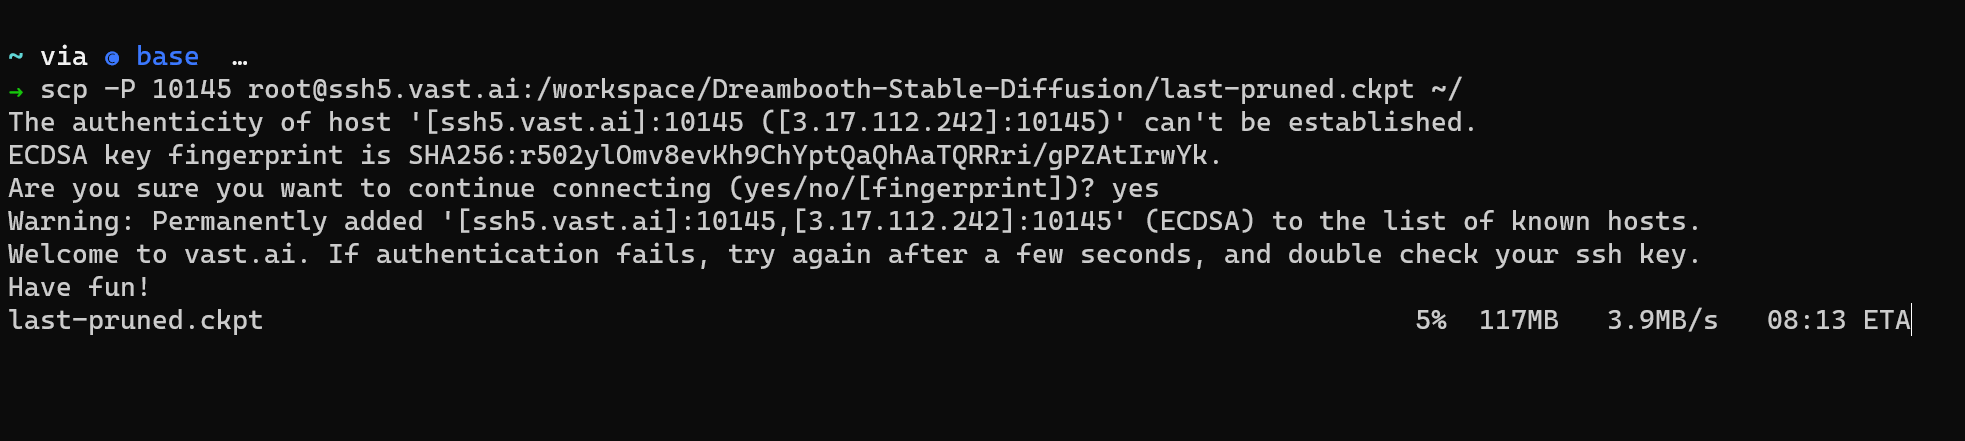 ~ via base …
→ scp -P 10145 root@ssh5.vast.ai:/workspace/Dreambooth-Stable-Diffusion/last-pruned.ckpt ~/
The authenticity of host '[ssh5.vast.ai]:10145 ([3.17.112.242]:10145)' can't be established.
ECDSA key fingerprint is SHA256:r502ylOmv8evKh9ChYptQaQhAaTQRRri/gPZAtIrwYk.
Are you sure you want to continue connecting (yes/no/[fingerprint])? yes
Warning: Permanently added '[ssh5.vast.ai]:10145,[3.17.112.242]:10145' (ECDSA) to the list of known hosts.
Welcome to vast.ai. If authentication fails, try again after a few seconds, and double check your ssh key.
Have fun!
last-pruned.ckpt 5% 117MB 3.9MB/s 08:13 ETA